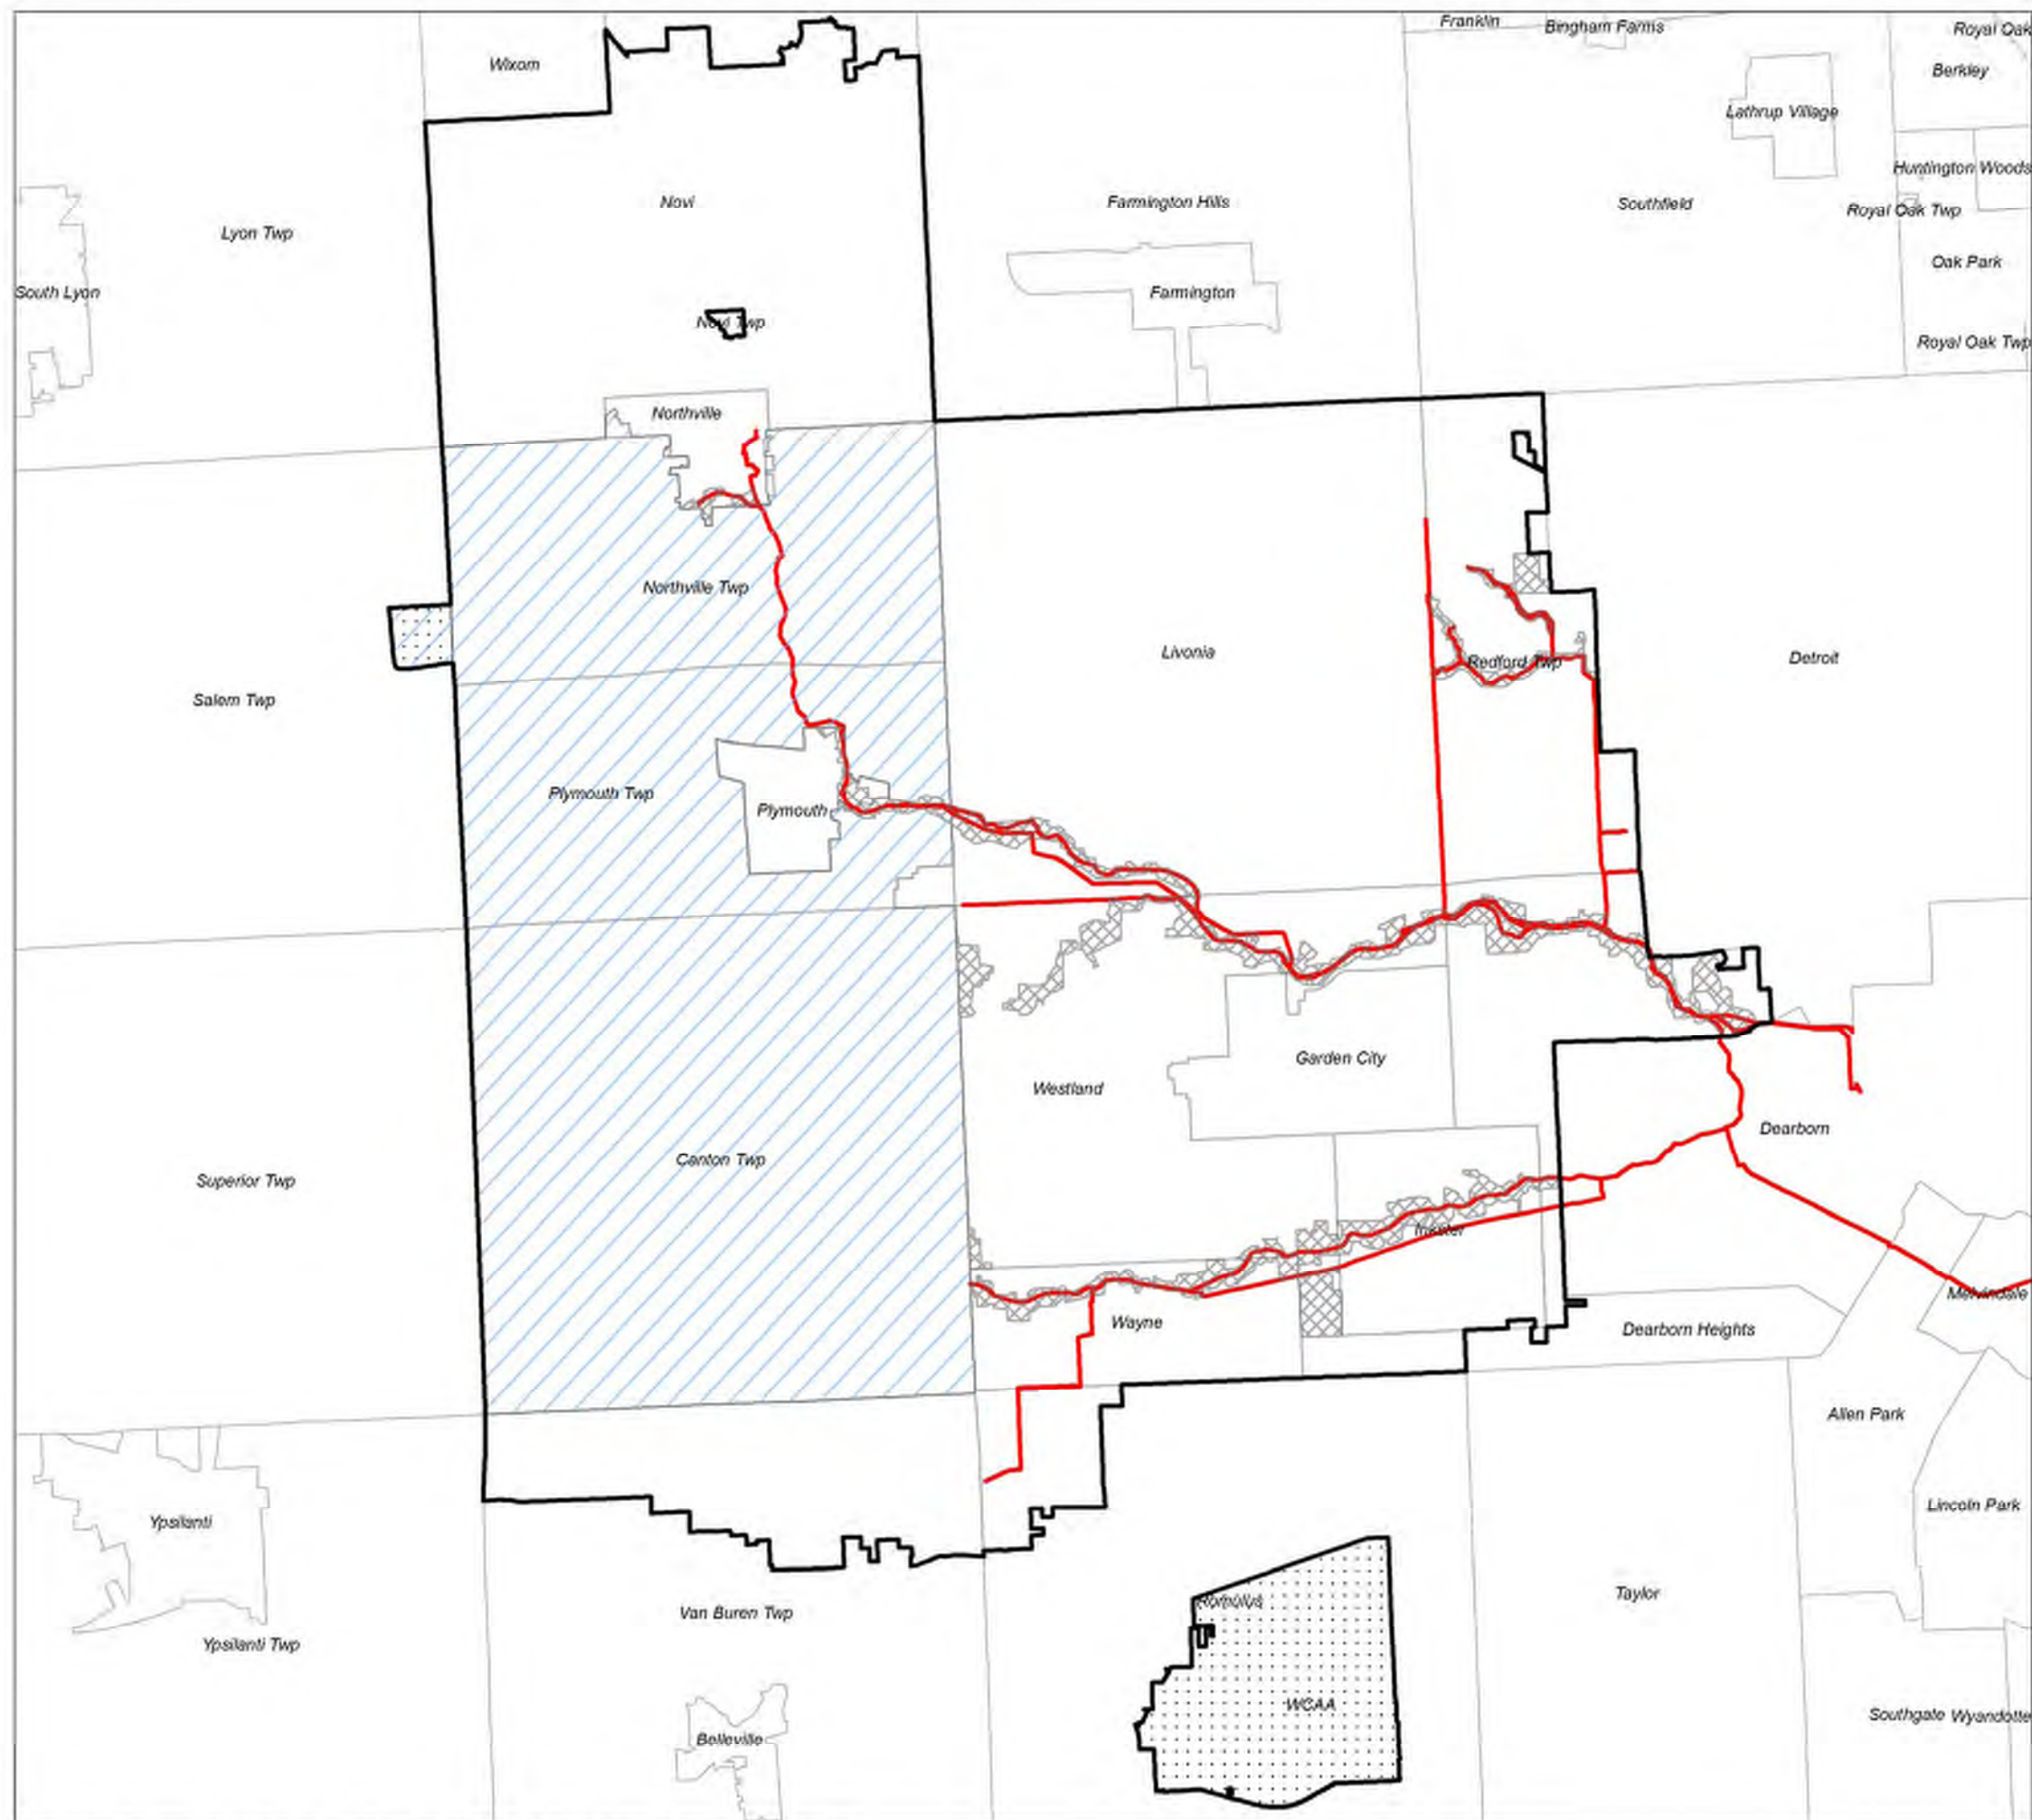 Franklin
Bingham Farms
Royal Oak
Wixom
Berkley
Lathrup Village
Huntington Woods
Novi
Farmington Hills
Southfield
Royal Oak Twp
Lyon Twp
Oak Park
South Lyon
Farmington
Novi Twp
Royal Oak Twp
Northville
Northville Twp
Livonia
Redford Twp
Detroit
Salem Twp
Plymouth Twp
Plymouth
Garden City
Westland
Dearborn
Canton Twp
Superior Twp
Inkster
Melvindale
Wayne
Dearborn Heights
Allen Park
Lincoln Park
Ypsilanti
Taylor
Romulus
Van Buren Twp
Ypsilanti Twp
WCAA
Southgate Wyandotte
Belleville